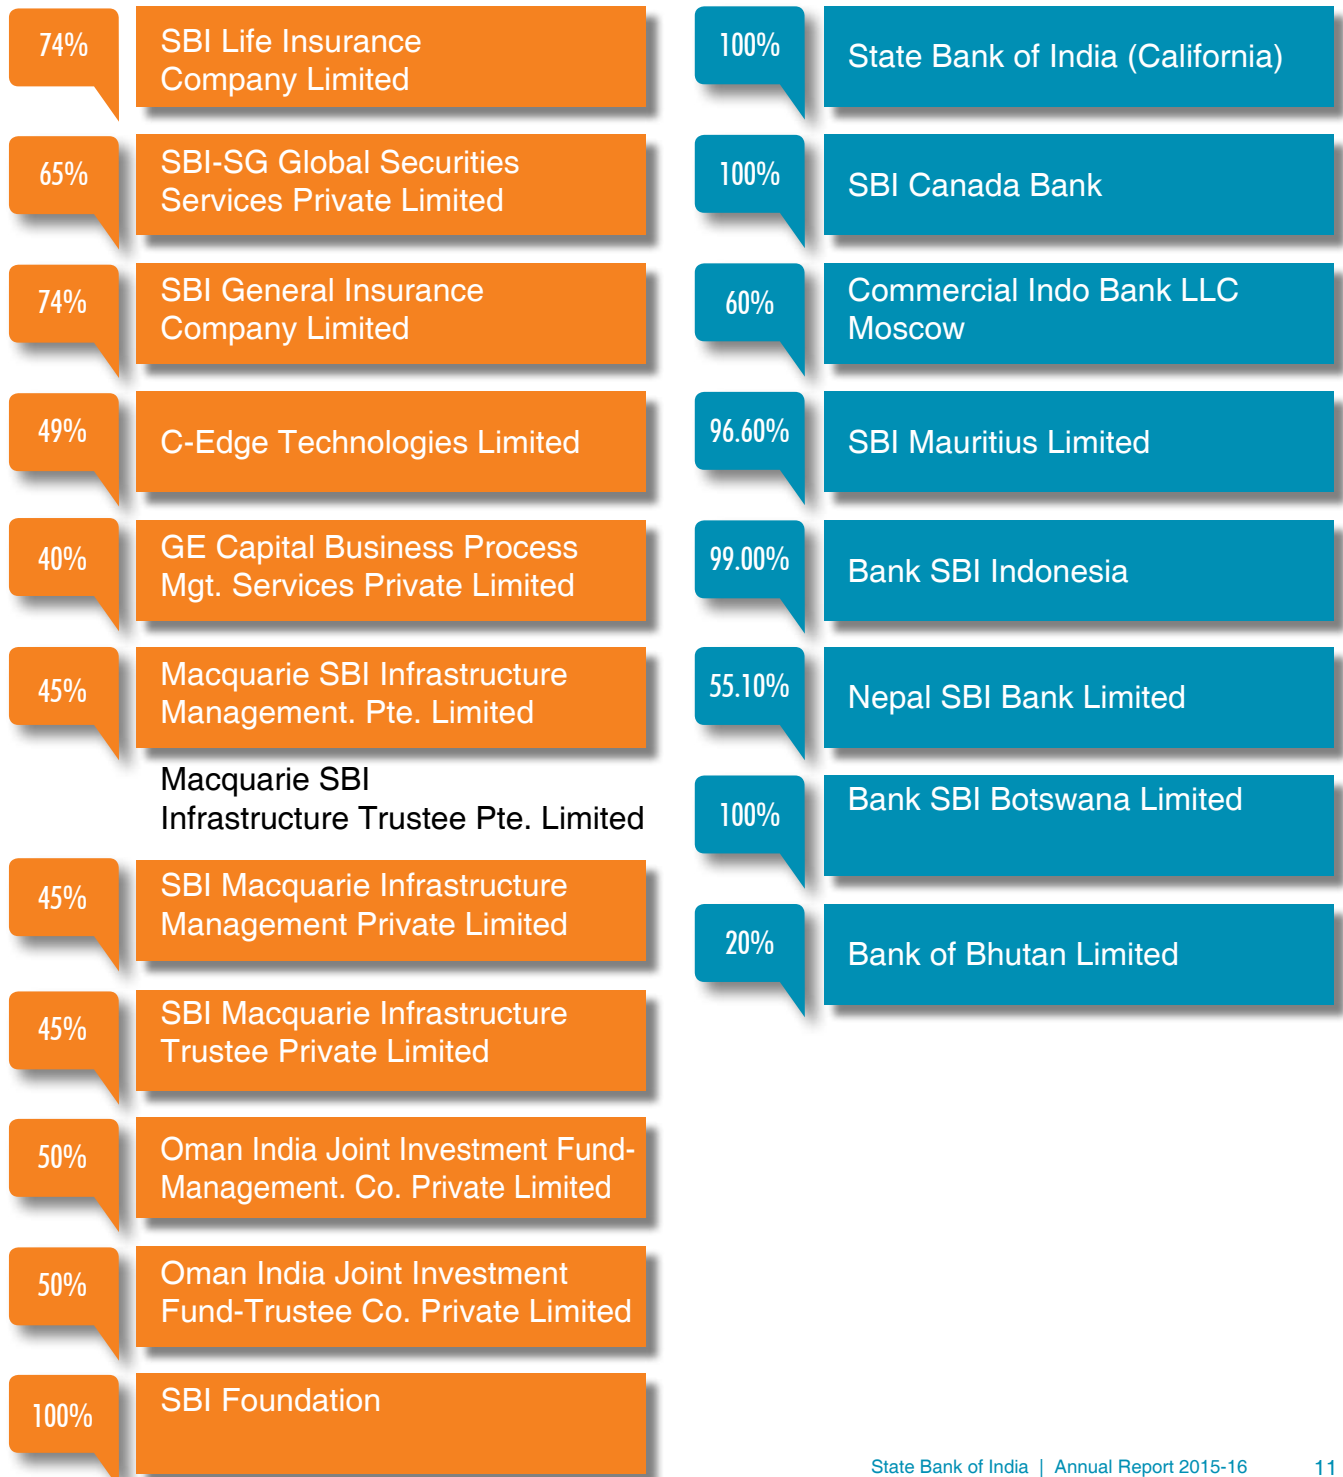 74%
SBI Life Insurance
Company Limited
65%
SBI-SG Global Securities
Services Private Limited
74%
SBI General Insurance
Company Limited
49%
C-Edge Technologies Limited
40%
GE Capital Business Process
Mgt. Services Private Limited
45%
Macquarie SBI Infrastructure
Management. Pte. Limited
Macquarie SBI
Infrastructure Trustee Pte. Limited
45%
SBI Macquarie Infrastructure
Management Private Limited
45%
SBI Macquarie Infrastructure
Trustee Private Limited
50%
Oman India Joint Investment Fund-
Management. Co. Private Limited
50%
Oman India Joint Investment
Fund-Trustee Co. Private Limited
100%
SBI Foundation
100%
State Bank of India (California)
100%
SBI Canada Bank
60%
Commercial Indo Bank LLC
Moscow
96.60%
SBI Mauritius Limited
99.00%
Bank SBI Indonesia
55.10%
Nepal SBI Bank Limited
100%
Bank SBI Botswana Limited
20%
Bank of Bhutan Limited
State Bank of India | Annual Report 2015-16 11